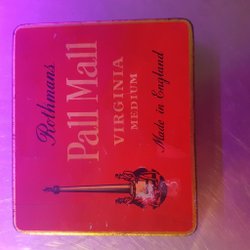 Rothmans
Pall Mall
VIRGINIA
MEDIUM
Made in England